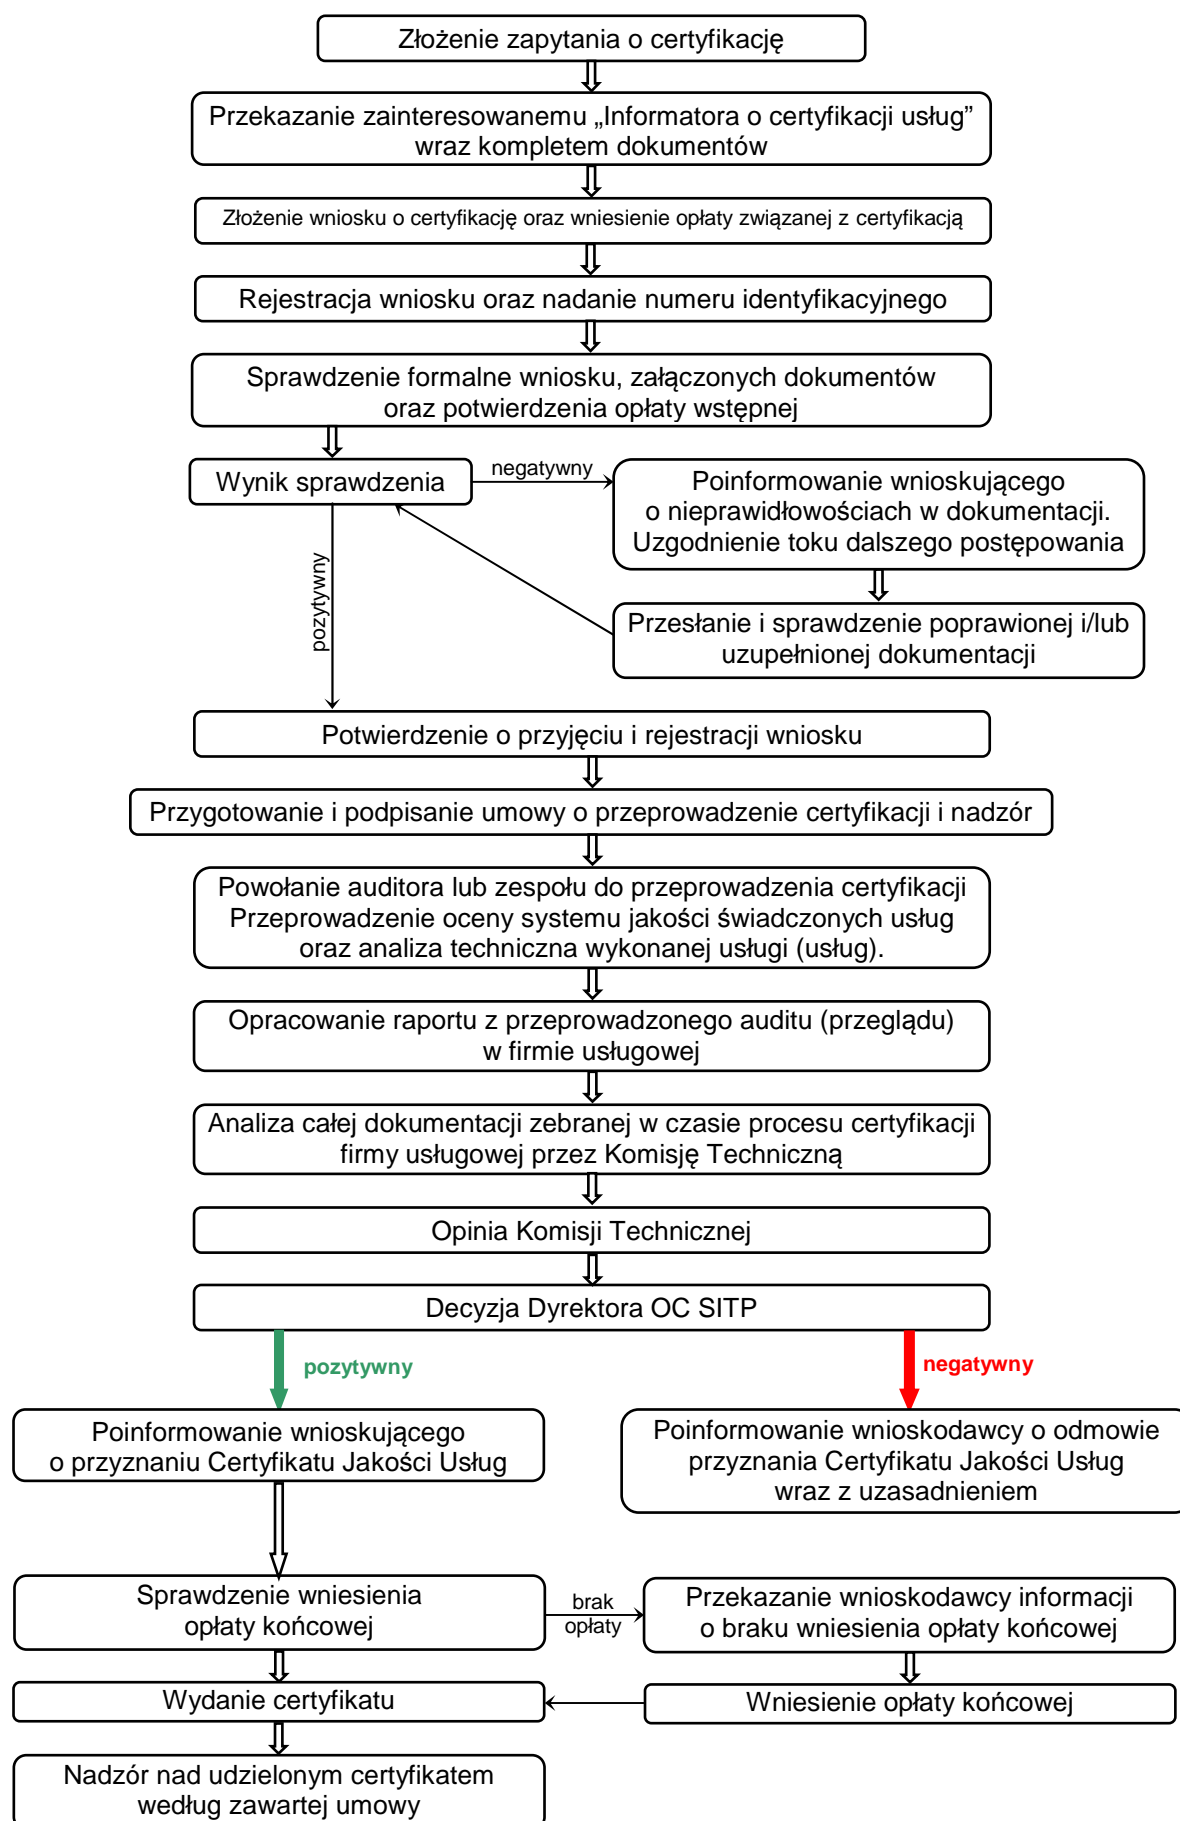 Złożenie zapytania o certyfikację
Przekazanie zainteresowanemu „Informatora o certyfikacji usług”
wraz kompletem dokumentów
Złożenie wniosku o certyfikację oraz wniesienie opłaty związanej z certyfikacją
Rejestracja wniosku oraz nadanie numeru identyfikacyjnego
Sprawdzenie formalne wniosku, załączonych dokumentów
oraz potwierdzenia opłaty wstępnej
Wynik sprawdzenia
negatywny
Poinformowanie wnioskującego
o nieprawidłowościach w dokumentacji.
Uzgodnienie toku dalszego postępowania
pozytywny
Przesłanie i sprawdzenie poprawionej i/lub
uzupełnionej dokumentacji
Potwierdzenie o przyjęciu i rejestracji wniosku
Przygotowanie i podpisanie umowy o przeprowadzenie certyfikacji i nadzór
Powołanie auditora lub zespołu do przeprowadzenia certyfikacji
Przeprowadzenie oceny systemu jakości świadczonych usług
oraz analiza techniczna wykonanej usługi (usług).
Opracowanie raportu z przeprowadzonego auditu (przeglądu)
w firmie usługowej
Analiza całej dokumentacji zebranej w czasie procesu certyfikacji
firmy usługowej przez Komisję Techniczną
Opinia Komisji Technicznej
Decyzja Dyrektora OC SITP
pozytywny
negatywny
Poinformowanie wnioskującego
o przyznaniu Certyfikatu Jakości Usług
Poinformowanie wnioskodawcy o odmowie
przyznania Certyfikatu Jakości Usług
wraz z uzasadnieniem
Sprawdzenie wniesienia
opłaty końcowej
brak
opłaty
Przekazanie wnioskodawcy informacji
o braku wniesienia opłaty końcowej
Wydanie certyfikatu
Wniesienie opłaty końcowej
Nadzór nad udzielonym certyfikatem
według zawartej umowy